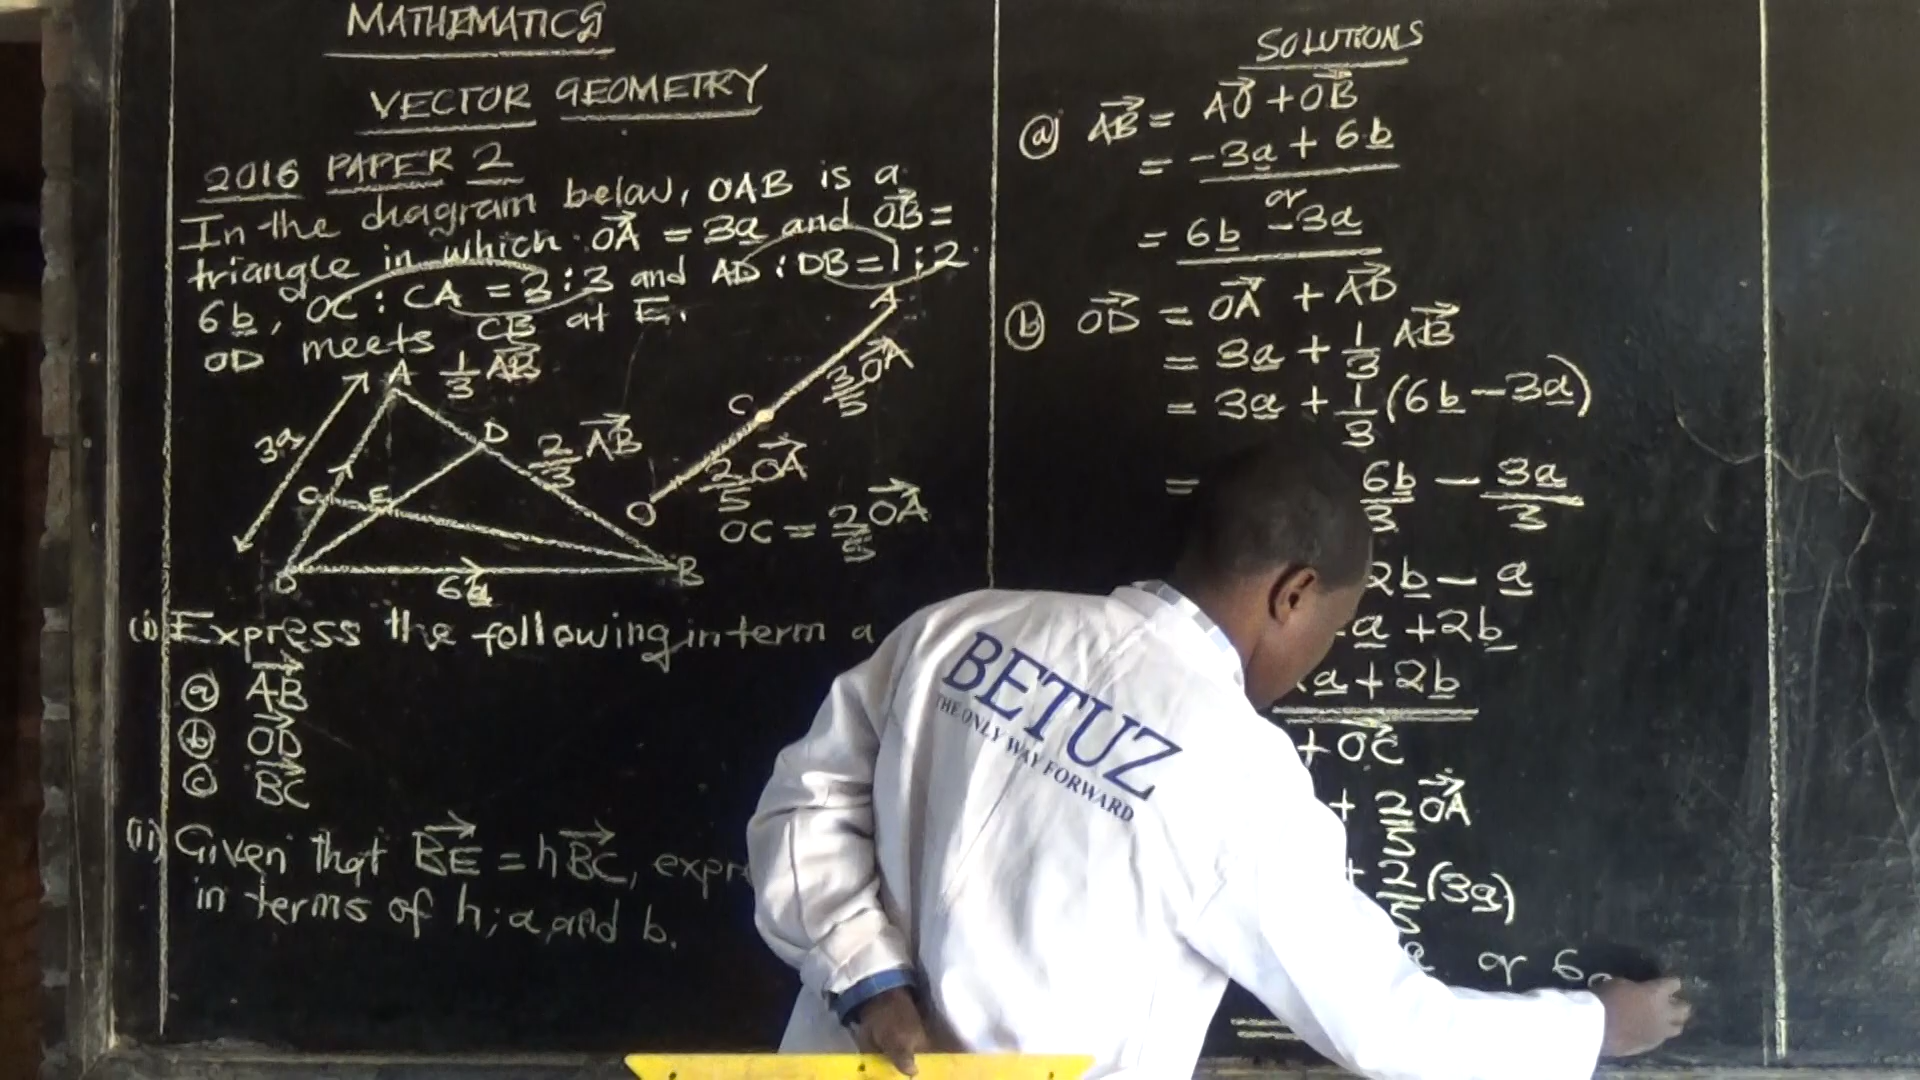 MATHEMATICS
VECTOR GEOMETRY
2016 PAPER 2
In the diagram below, OAB is a
triangle in which OA = 3a and OB =
6b, OC : CA = 2:3 and AD : DB = 1:2
OD meets CB at E.
A 1/3 AB
3a
D 2/3 AB
C E
O 6b B
A
3/5 OA
C
2/5 OA
O
OC = 2/5 OA
(i) Express the following in term a
(a) AB
(b) OD
(c) BC
(ii) Given that BE = hBC,
in terms of h, a and b.
SOLUTIONS
(a) AB = AO + OB
= -3a + 6b
or
= 6b - 3a
(b) OD = OA + AD
= 3a + 1/3 AB
= 3a + 1/3 (6b - 3a)
= 6b/3 - 3a/3
2b - a
a + 2b
a + 2b
+ OC
+ 2/5 OA
+ 2/5 (3a)
a or 6
BETUZ
THE ONLY WAY FORWARD